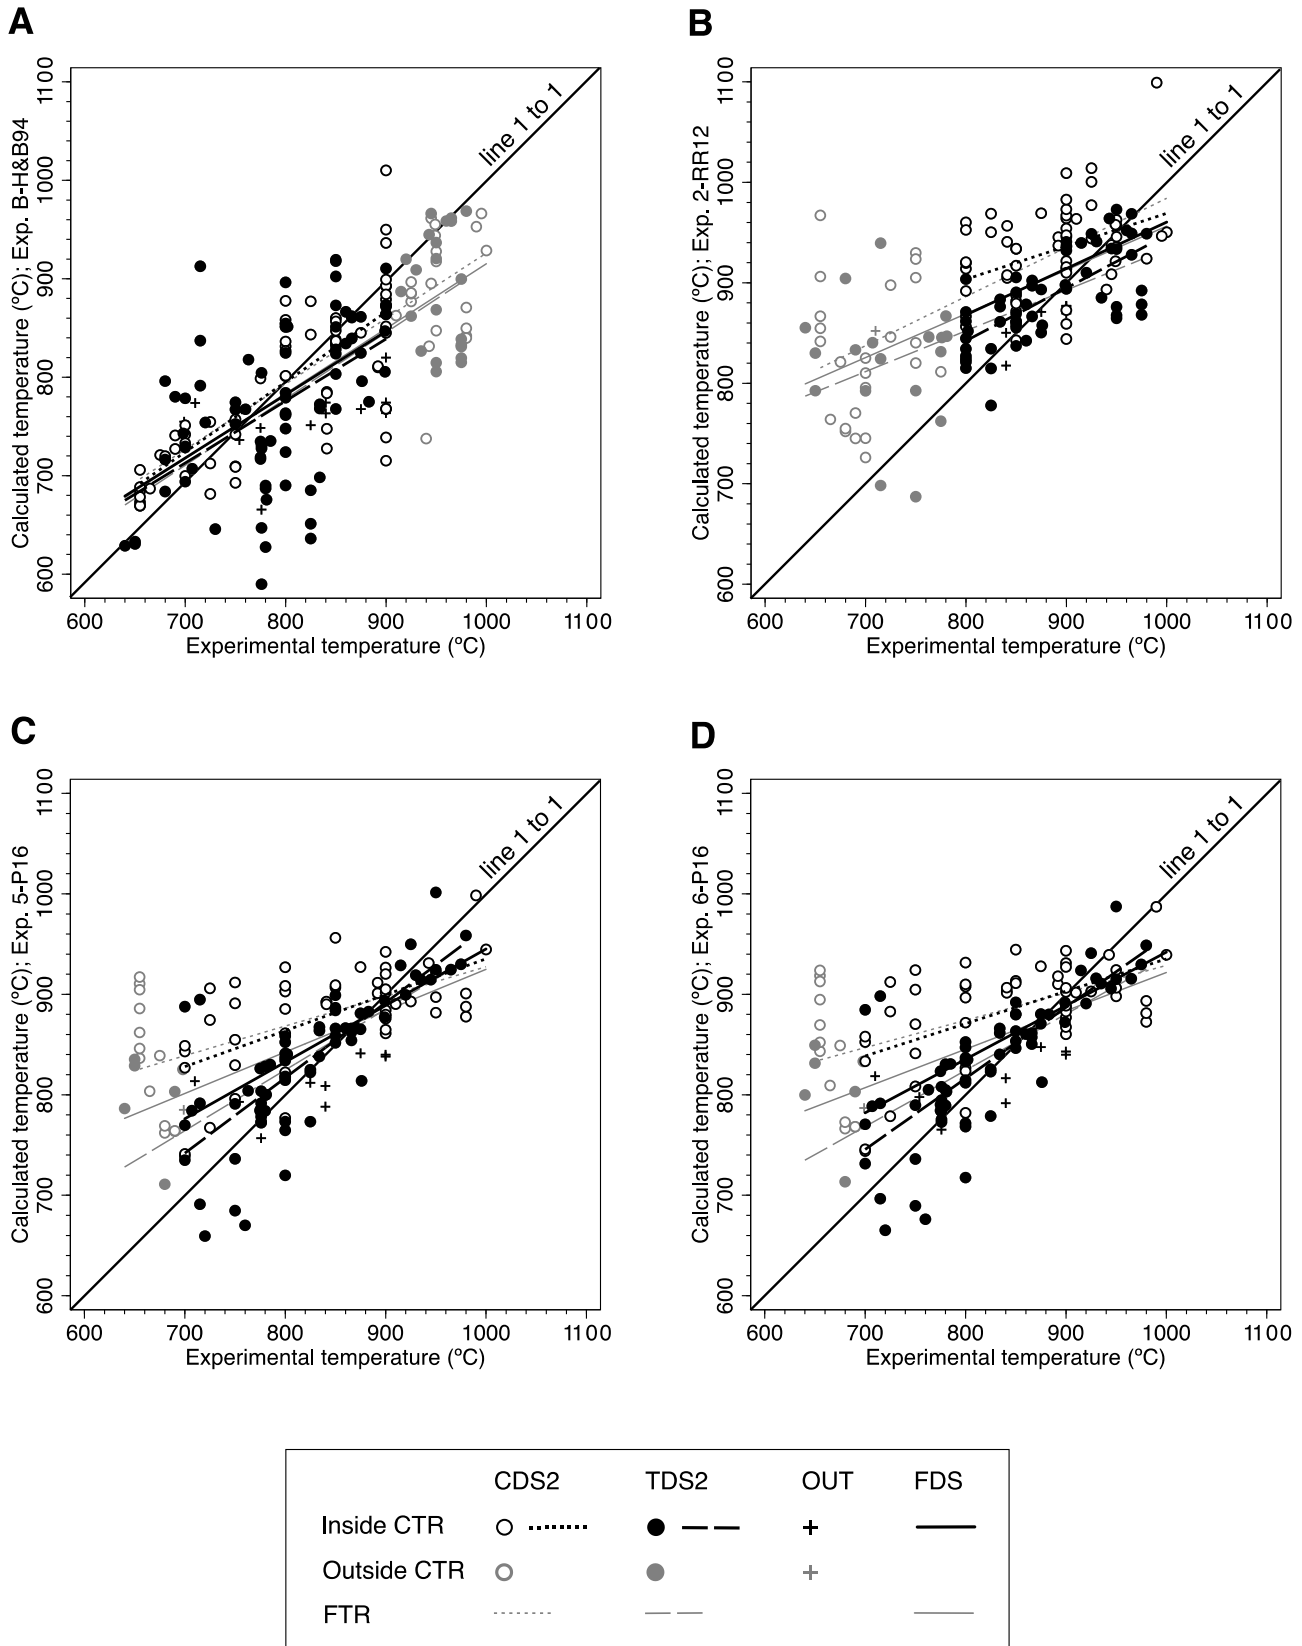 A
B
1100
1000
900
800
700
600
Calculated temperature (ºC); Exp. B-H&B94
line 1 to 1
600 700 800 900 1000 1100
Experimental temperature (ºC)
1100
1000
900
800
700
600
Calculated temperature (ºC); Exp. 2-RR12
line 1 to 1
600 700 800 900 1000 1100
Experimental temperature (ºC)
C
D
1100
1000
900
800
700
600
Calculated temperature (ºC); Exp. 5-P16
line 1 to 1
600 700 800 900 1000 1100
Experimental temperature (ºC)
1100
1000
900
800
700
600
Calculated temperature (ºC); Exp. 6-P16
line 1 to 1
600 700 800 900 1000 1100
Experimental temperature (ºC)
CDS2 TDS2 OUT FDS
Inside CTR
Outside CTR
FTR